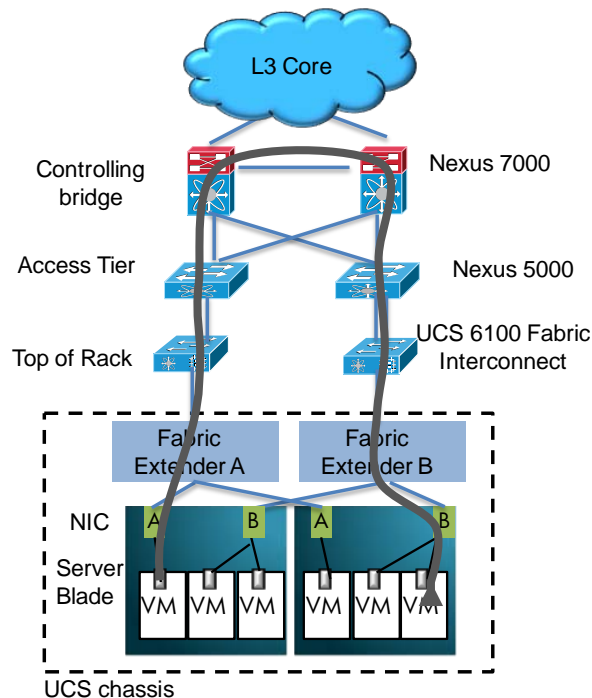 L3 Core
Controlling
bridge
Nexus 7000
Access Tier
Nexus 5000
Top of Rack
UCS 6100 Fabric
Interconnect
Fabric
Extender A
Fabric
Extender B
NIC
A
B
A
B
Server
Blade
VM
VM
VM
VM
VM
VM
UCS chassis